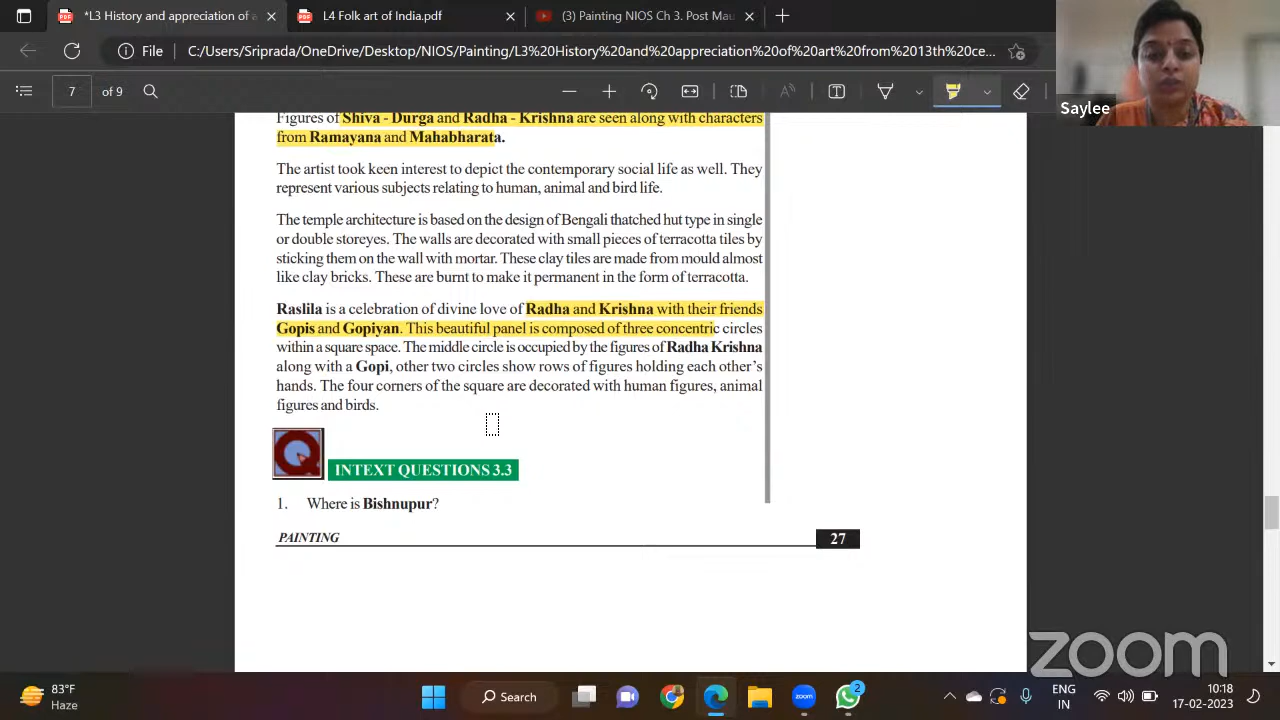 *L3 History and appreciation of a
L4 Folk art of India.pdf
(3) Painting NIOS Ch 3. Post Mau
File
C:/Users/Sriprada/OneDrive/Desktop/NIOS/Painting/L3%20History%20and%20appreciation%20of%20art%20from%2013th%20ce...
7 of 9
Saylee
Figures of Shiva - Durga and Radha - Krishna are seen along with characters
from Ramayana and Mahabharata.
The artist took keen interest to depict the contemporary social life as well. They
represent various subjects relating to human, animal and bird life.
The temple architecture is based on the design of Bengali thatched hut type in single
or double storeyes. The walls are decorated with small pieces of terracotta tiles by
sticking them on the wall with mortar. These clay tiles are made from mould almost
like clay bricks. These are burnt to make it permanent in the form of terracotta.
Raslila is a celebration of divine love of Radha and Krishna with their friends
Gopis and Gopiyan. This beautiful panel is composed of three concentric circles
within a square space. The middle circle is occupied by the figures of Radha Krishna
along with a Gopi, other two circles show rows of figures holding each other's
hands. The four corners of the square are decorated with human figures, animal
figures and birds.
Q
INTEXT QUESTIONS 3.3
1. Where is Bishnupur?
PAINTING
27
zoom
83°F
Haze
Search
zoom
2
ENG
IN
10:18
17-02-2023